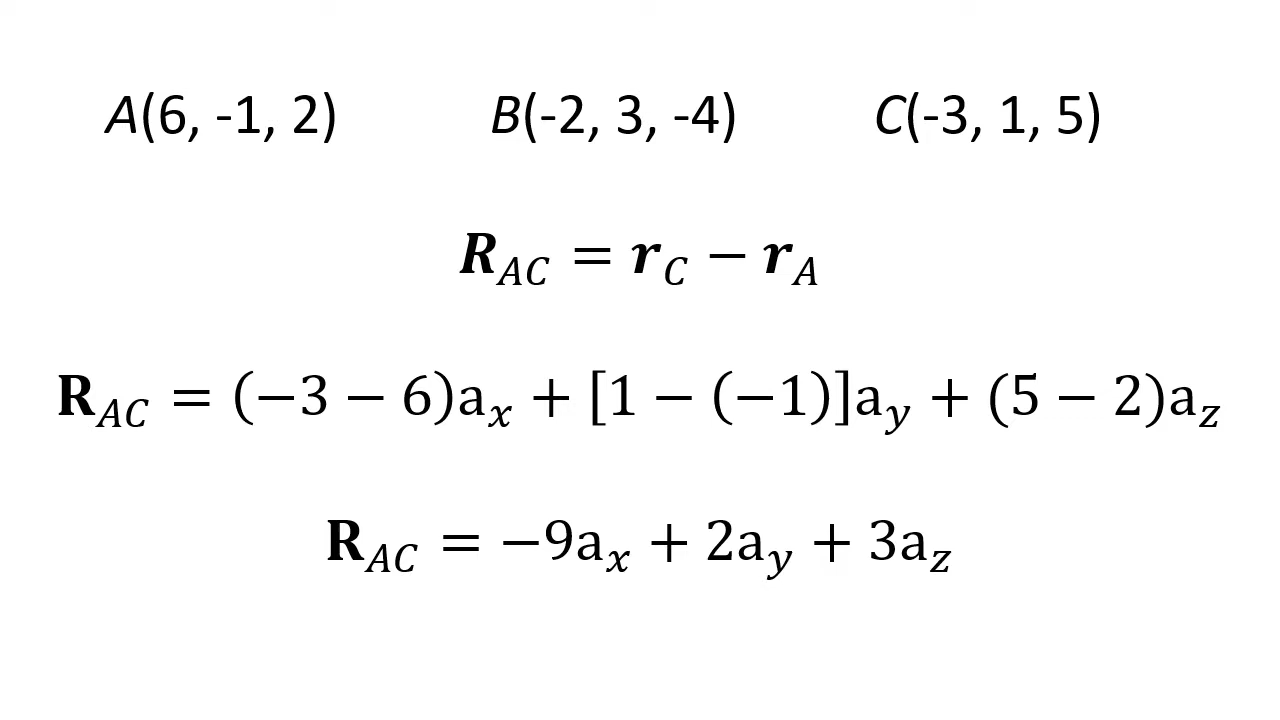 A(6, -1, 2) B(-2, 3, -4) C(-3, 1, 5)
R_AC = r_C − r_A
R_AC = (−3 − 6)a_x + [1 − (−1)]a_y + (5 − 2)a_z
R_AC = −9a_x + 2a_y + 3a_z